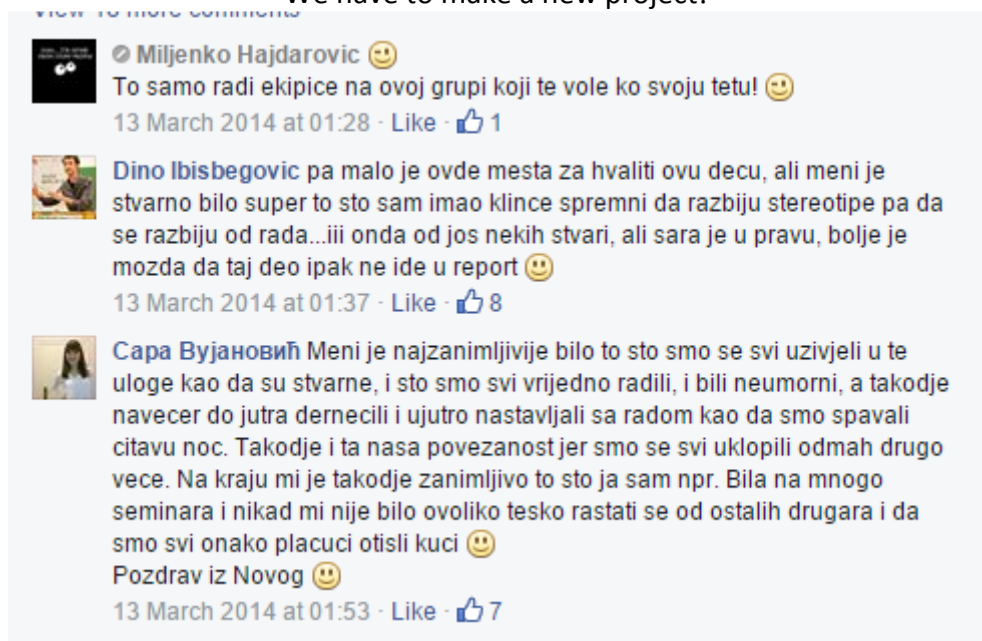 We have to make a new project!
View 18 more comments
Miljenko Hajdarovic
To samo radi ekipice na ovoj grupi koji te vole ko svoju tetu!
13 March 2014 at 01:28 · Like · 1
Dino Ibisbegovic pa malo je ovde mesta za hvaliti ovu decu, ali meni je
stvarno bilo super to sto sam imao klince spremni da razbiju stereotipe pa da
se razbiju od rada...iii onda od jos nekih stvari, ali sara je u pravu, bolje je
mozda da taj deo ipak ne ide u report
13 March 2014 at 01:37 · Like · 8
Сара Вујановић Meni je najzanimljivije bilo to sto smo se svi uzivjeli u te
uloge kao da su stvarne, i sto smo svi vrijedno radili, i bili neumorni, a takodje
navecer do jutra dernecili i ujutro nastavljali sa radom kao da smo spavali
citavu noc. Takodje i ta nasa povezanost jer smo se svi uklopili odmah drugo
vece. Na kraju mi je takodje zanimljivo to sto ja sam npr. Bila na mnogo
seminara i nikad mi nije bilo ovoliko tesko rastati se od ostalih drugara i da
smo svi onako placuci otisli kuci
Pozdrav iz Novog
13 March 2014 at 01:53 · Like · 7